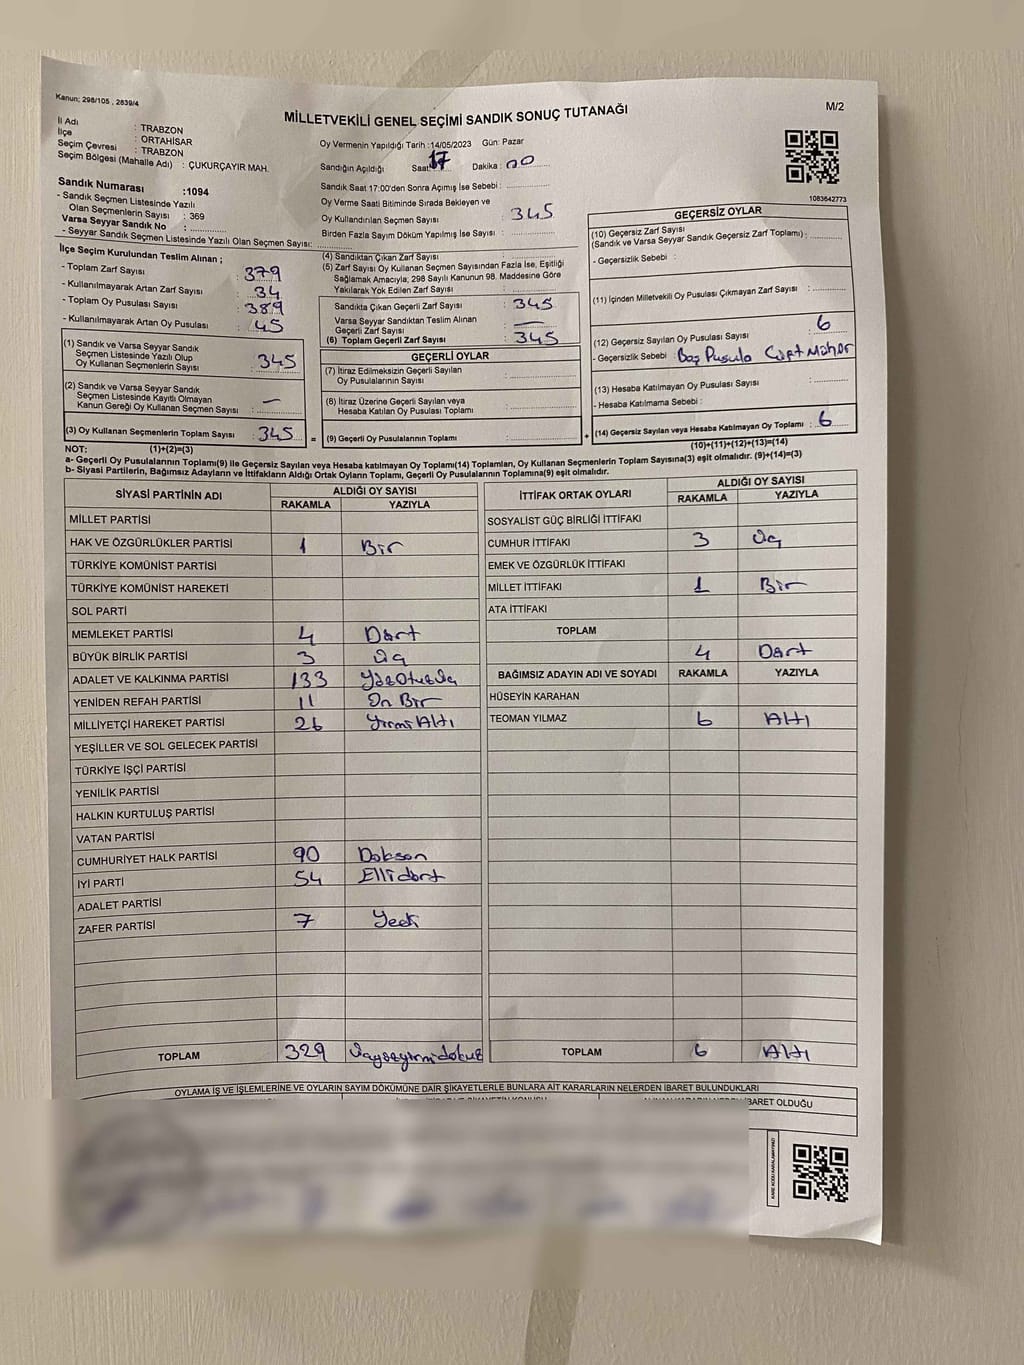 Kanun; 298/105 , 2839/4
MİLLETVEKİLİ GENEL SEÇİMİ SANDIK SONUÇ TUTANAĞI
M/2
İl Adı : TRABZON
İlçe : ORTAHİSAR
Seçim Çevresi : TRABZON
Seçim Bölgesi (Mahalle Adı) : ÇUKURÇAYIR MAH.
Sandık Numarası :1094
- Sandık Seçmen Listesinde Yazılı
Olan Seçmenlerin Sayısı : 369
Varsa Seyyar Sandık No :
- Seyyar Sandık Seçmen Listesinde Yazılı Olan Seçmen Sayısı:
İlçe Seçim Kurulundan Teslim Alınan ;
- Toplam Zarf Sayısı : 379
- Kullanılmayarak Artan Zarf Sayısı : 34
- Toplam Oy Pusulası Sayısı : 389
- Kullanılmayarak Artan Oy Pusulası : 45
(1) Sandık ve Varsa Seyyar Sandık
Seçmen Listesinde Yazılı Olup
Oy Kullanan Seçmenlerin Sayısı : 345
(2) Sandık ve Varsa Seyyar Sandık
Seçmen Listesinde Kayıtlı Olmayan
Kanun Gereği Oy Kullanan Seçmen Sayısı : —
(3) Oy Kullanan Seçmenlerin Toplam Sayısı : 345
Oy Vermenin Yapıldığı Tarih :14/05/2023 Gün: Pazar
Sandığın Açıldığı Saat: 17 Dakika : 00
Sandık Saat 17:00'den Sonra Açımış İse Sebebi :
Oy Verme Saati Bitiminde Sırada Bekleyen ve
Oy Kullandırılan Seçmen Sayısı : 345
Birden Fazla Sayım Döküm Yapılmış İse Sayısı :
(4) Sandıktan Çıkan Zarf Sayısı :
(5) Zarf Sayısı Oy Kullanan Seçmen Sayısından Fazla İse, Eşitliği
Sağlamak Amacıyla, 298 Sayılı Kanunun 98. Maddesine Göre
Yakılarak Yok Edilen Zarf Sayısı :
Sandıkta Çıkan Geçerli Zarf Sayısı : 345
Varsa Seyyar Sandıktan Teslim Alınan
Geçerli Zarf Sayısı : —
(6) Toplam Geçerli Zarf Sayısı : 345
GEÇERLİ OYLAR
(7) İtiraz Edilmeksizin Geçerli Sayılan
Oy Pusulalarının Sayısı :
(8) İtiraz Üzerine Geçerli Sayılan veya
Hesaba Katılan Oy Pusulası Toplamı :
= (9) Geçerli Oy Pusulalarının Toplamı :
1083642773
GEÇERSİZ OYLAR
(10) Geçersiz Zarf Sayısı
(Sandık ve Varsa Seyyar Sandık Geçersiz Zarf Toplamı) :
- Geçersizlik Sebebi :
(11) İçinden Milletvekili Oy Pusulası Çıkmayan Zarf Sayısı :
(12) Geçersiz Sayılan Oy Pusulası Sayısı : 6
- Geçersizlik Sebebi : Boş Pusula Çift Mühür
(13) Hesaba Katılmayan Oy Pusulası Sayısı :
- Hesaba Katılmama Sebebi :
+ (14) Geçersiz Sayılan veya Hesaba Katılmayan Oy Toplamı : 6
NOT: (1)+(2)=(3)
(10)+(11)+(12)+(13)=(14)
a- Geçerli Oy Pusulalarının Toplamı(9) ile Geçersiz Sayılan veya Hesaba katılmayan Oy Toplamı(14) Toplamları, Oy Kullanan Seçmenlerin Toplam Sayısına(3) eşit olmalıdır. (9)+(14)=(3)
b- Siyasi Partilerin, Bağımsız Adayların ve İttifakların Aldığı Ortak Oyların Toplamı, Geçerli Oy Pusulalarının Toplamına(9) eşit olmalıdır.
SİYASİ PARTİNİN ADI ALDIĞI OY SAYISI
RAKAMLA YAZIYLA
MİLLET PARTİSİ
HAK VE ÖZGÜRLÜKLER PARTİSİ 1 Bir
TÜRKİYE KOMÜNİST PARTİSİ
TÜRKİYE KOMÜNİST HAREKETİ
SOL PARTİ
MEMLEKET PARTİSİ 4 Dört
BÜYÜK BİRLİK PARTİSİ 3 Üç
ADALET VE KALKINMA PARTİSİ 133 YüzOtuzÜç
YENİDEN REFAH PARTİSİ 11 On Bir
MİLLİYETÇİ HAREKET PARTİSİ 26 YirmiAltı
YEŞİLLER VE SOL GELECEK PARTİSİ
TÜRKİYE İŞÇİ PARTİSİ
YENİLİK PARTİSİ
HALKIN KURTULUŞ PARTİSİ
VATAN PARTİSİ
CUMHURİYET HALK PARTİSİ 90 Doksan
İYİ PARTİ 54 Ellidört
ADALET PARTİSİ
ZAFER PARTİSİ 7 Yedi
TOPLAM 329 Üçyüzyirmidokuz
İTTİFAK ORTAK OYLARI ALDIĞI OY SAYISI
RAKAMLA YAZIYLA
SOSYALİST GÜÇ BİRLİĞİ İTTİFAKI
CUMHUR İTTİFAKI 3 Üç
EMEK VE ÖZGÜRLÜK İTTİFAKI
MİLLET İTTİFAKI 1 Bir
ATA İTTİFAKI
TOPLAM 4 Dört
BAĞIMSIZ ADAYIN ADI VE SOYADI RAKAMLA YAZIYLA
HÜSEYİN KARAHAN
TEOMAN YILMAZ 6 Altı
TOPLAM 6 Altı
OYLAMA İŞ VE İŞLEMLERİNE VE OYLARIN SAYIM DÖKÜMÜNE DAİR ŞİKAYETLERLE BUNLARA AİT KARARLARIN NELERDEN İBARET BULUNDUKLARI
İBARET OLDUĞU